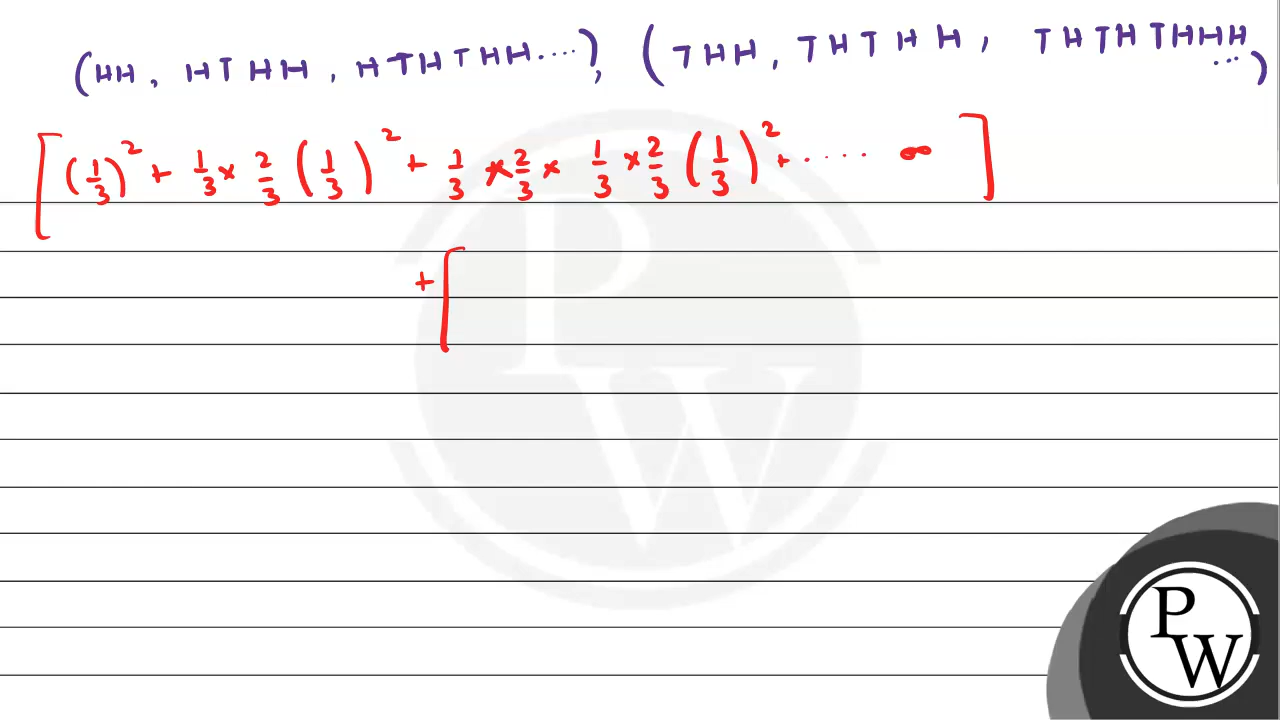 (HH, HTHH, HTHTHH....), (THH, THTHH, THTHTHHH ...)
[(1/3)² + 1/3 × 2/3 (1/3)² + 1/3 × 2/3 × 1/3 × 2/3 (1/3)² + .... ∞]
+ [
P
W
P
W